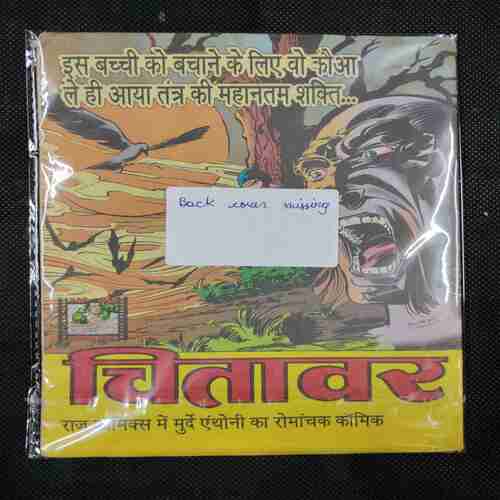 इस बच्ची को बचाने के लिए वो कौआ
ले ही आया तंत्र की महानतम शक्ति...
Back cover missing
चितावर
राज कॉमिक्स में मुर्दे एंथोनी का रोमांचक कॉमिक